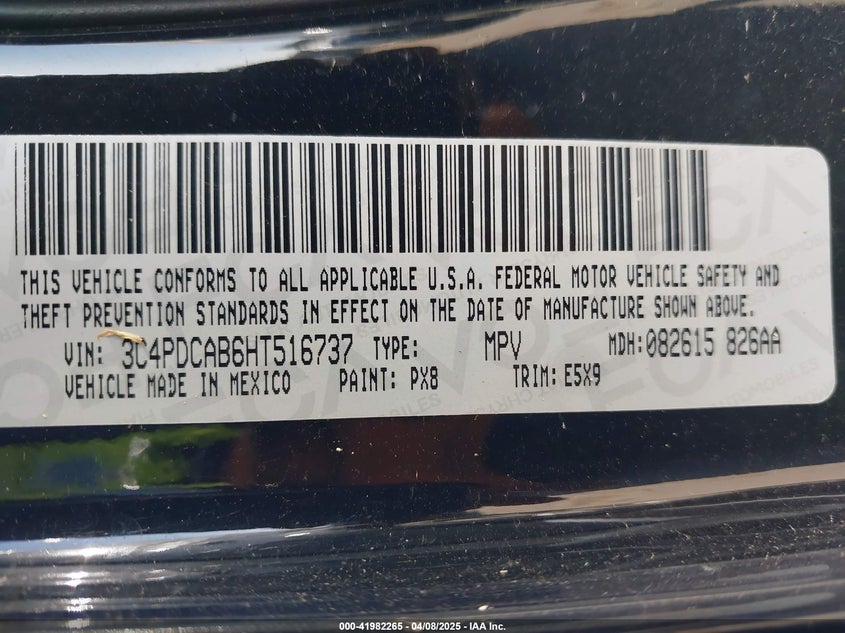 THIS VEHICLE CONFORMS TO ALL APPLICABLE U.S.A. FEDERAL MOTOR VEHICLE SAFETY AND
THEFT PREVENTION STANDARDS IN EFFECT ON THE DATE OF MANUFACTURE SHOWN ABOVE.
VIN: 3C4PDCAB6HT516737 TYPE: MPV MDH:082615 826AA
VEHICLE MADE IN MEXICO PAINT: PX8 TRIM: E5X9
000-41982265 - 04/08/2025 - IAA Inc.